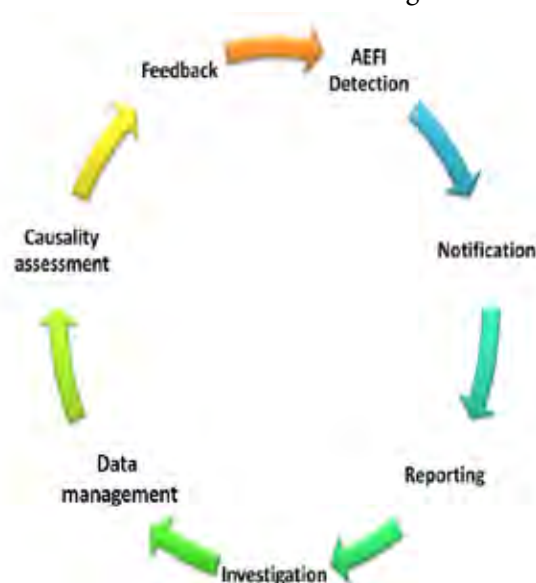 Feedback
AEFI
Detection
Notification
Reporting
Investigation
Data
management
Causality
assessment